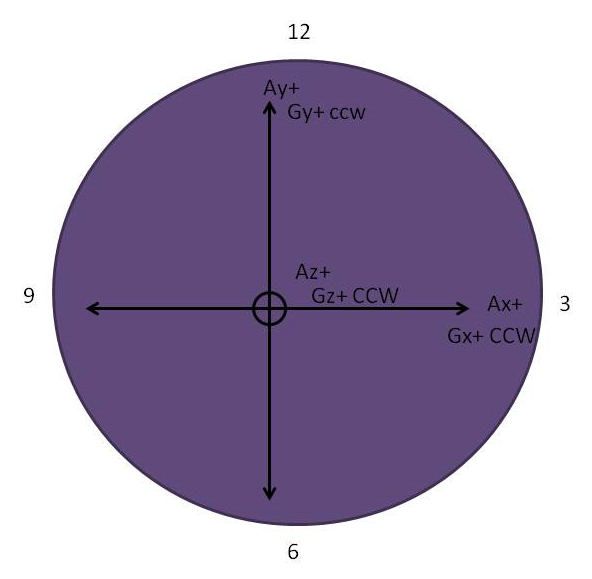 12
Ay+
Gy+ ccw
Az+
Gz+ CCW
9
Ax+
3
Gx+ CCW
6